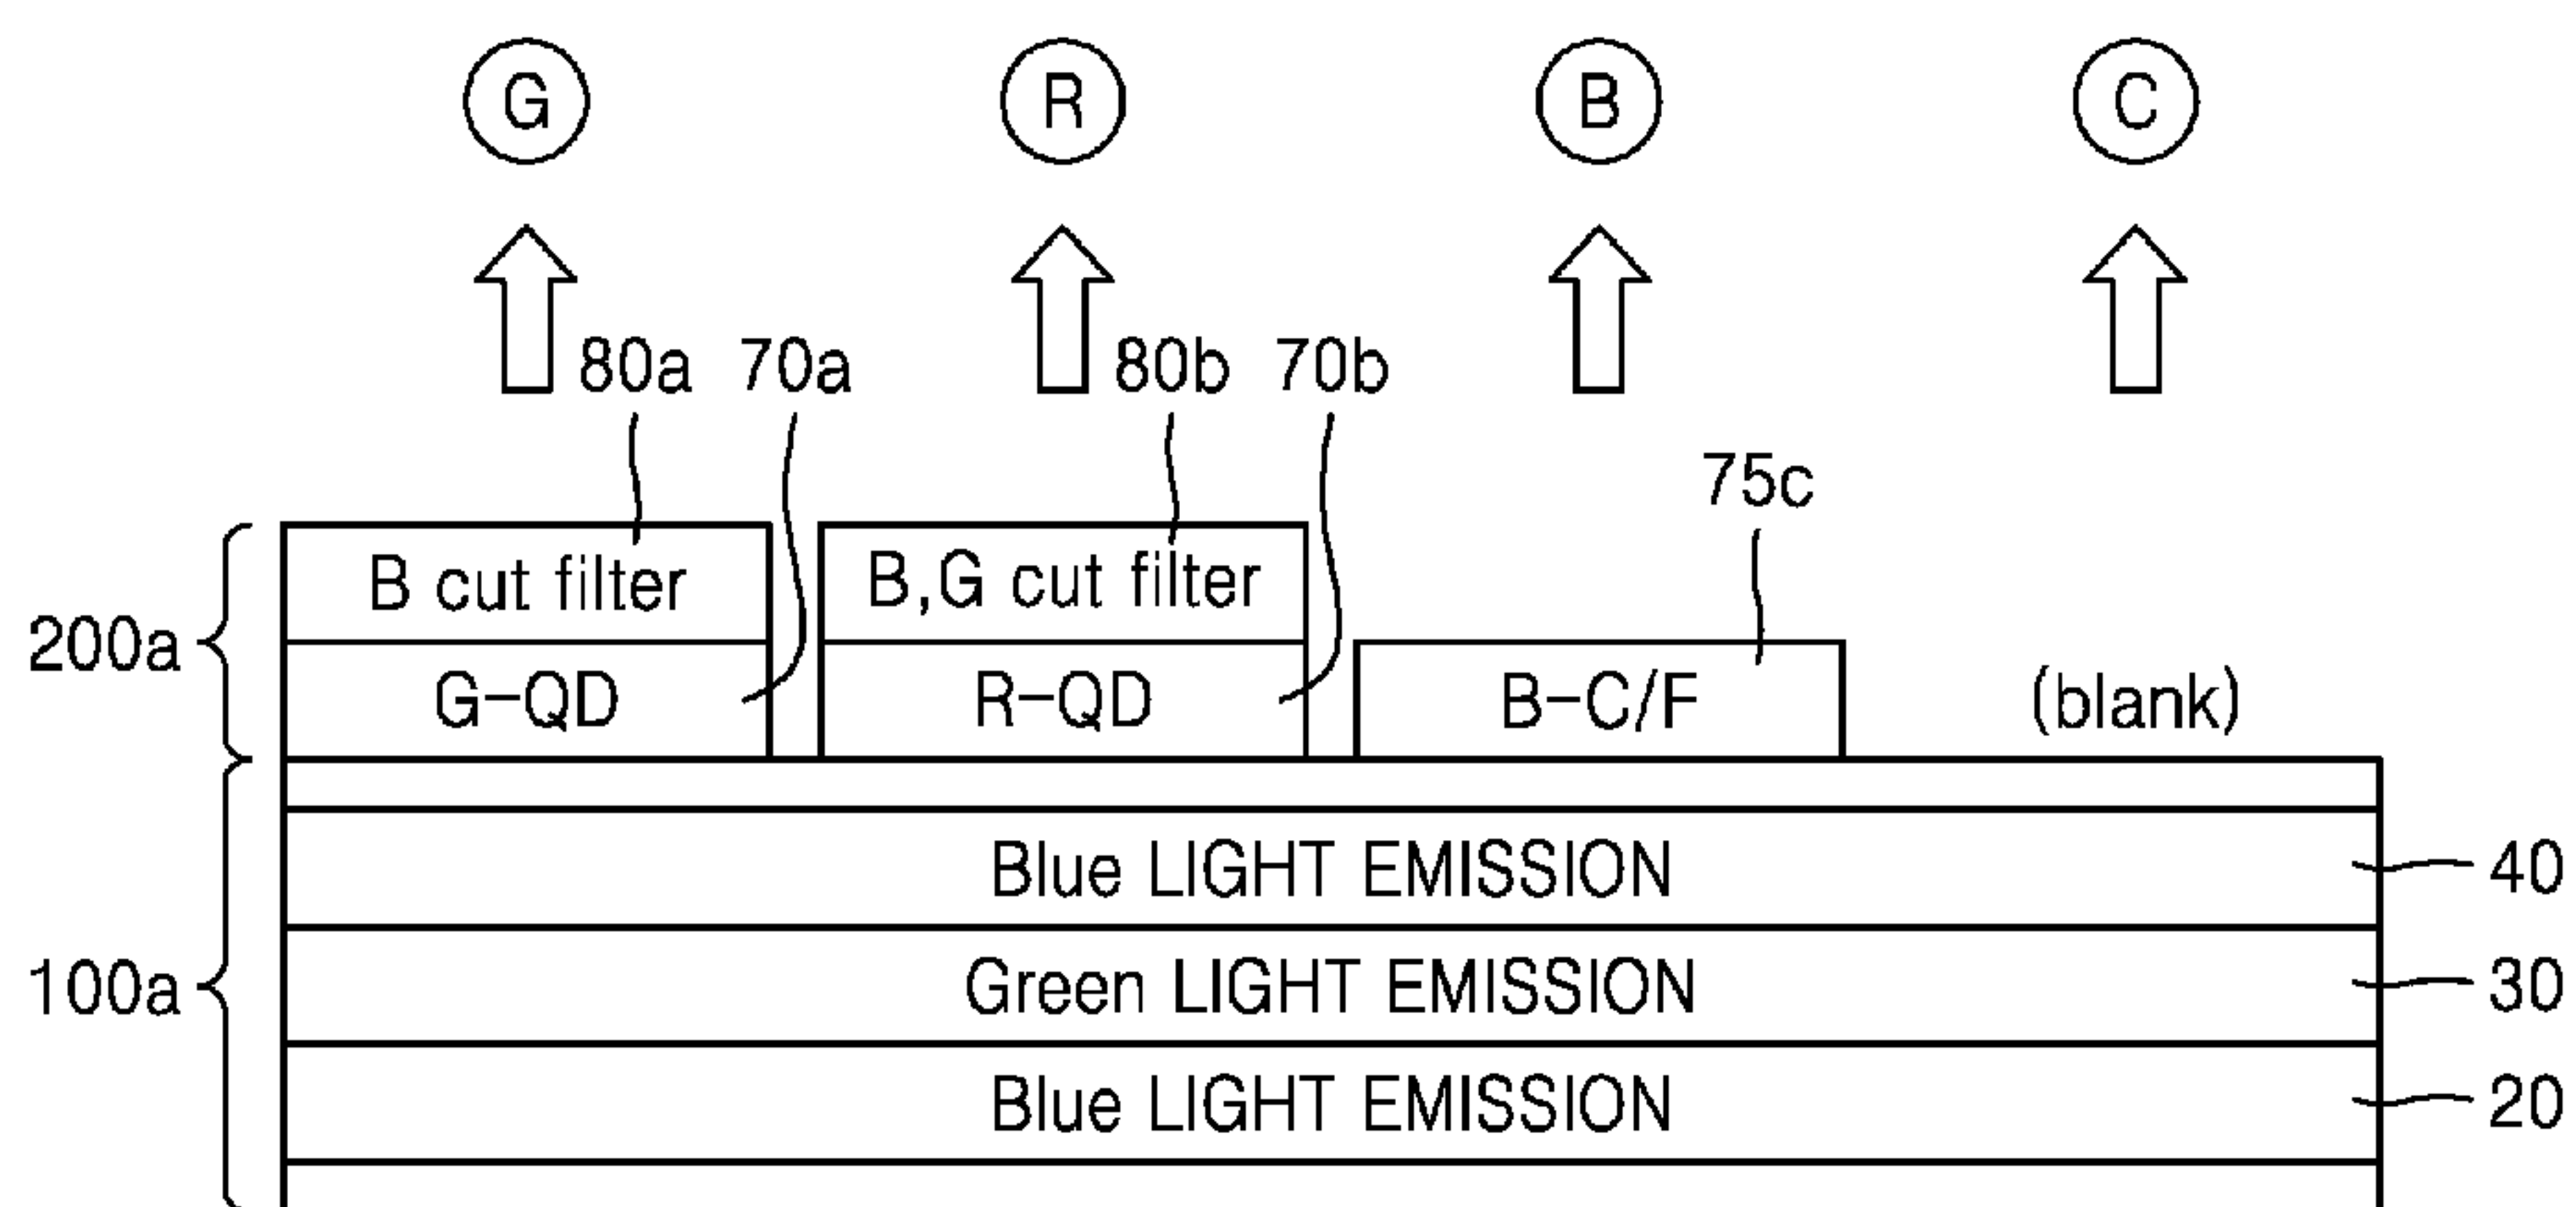 G R B C
80a 70a 80b 70b
75c
B cut filter B,G cut filter
200a
G-QD R-QD B-C/F (blank)
Blue LIGHT EMISSION 40
100a Green LIGHT EMISSION 30
Blue LIGHT EMISSION 20